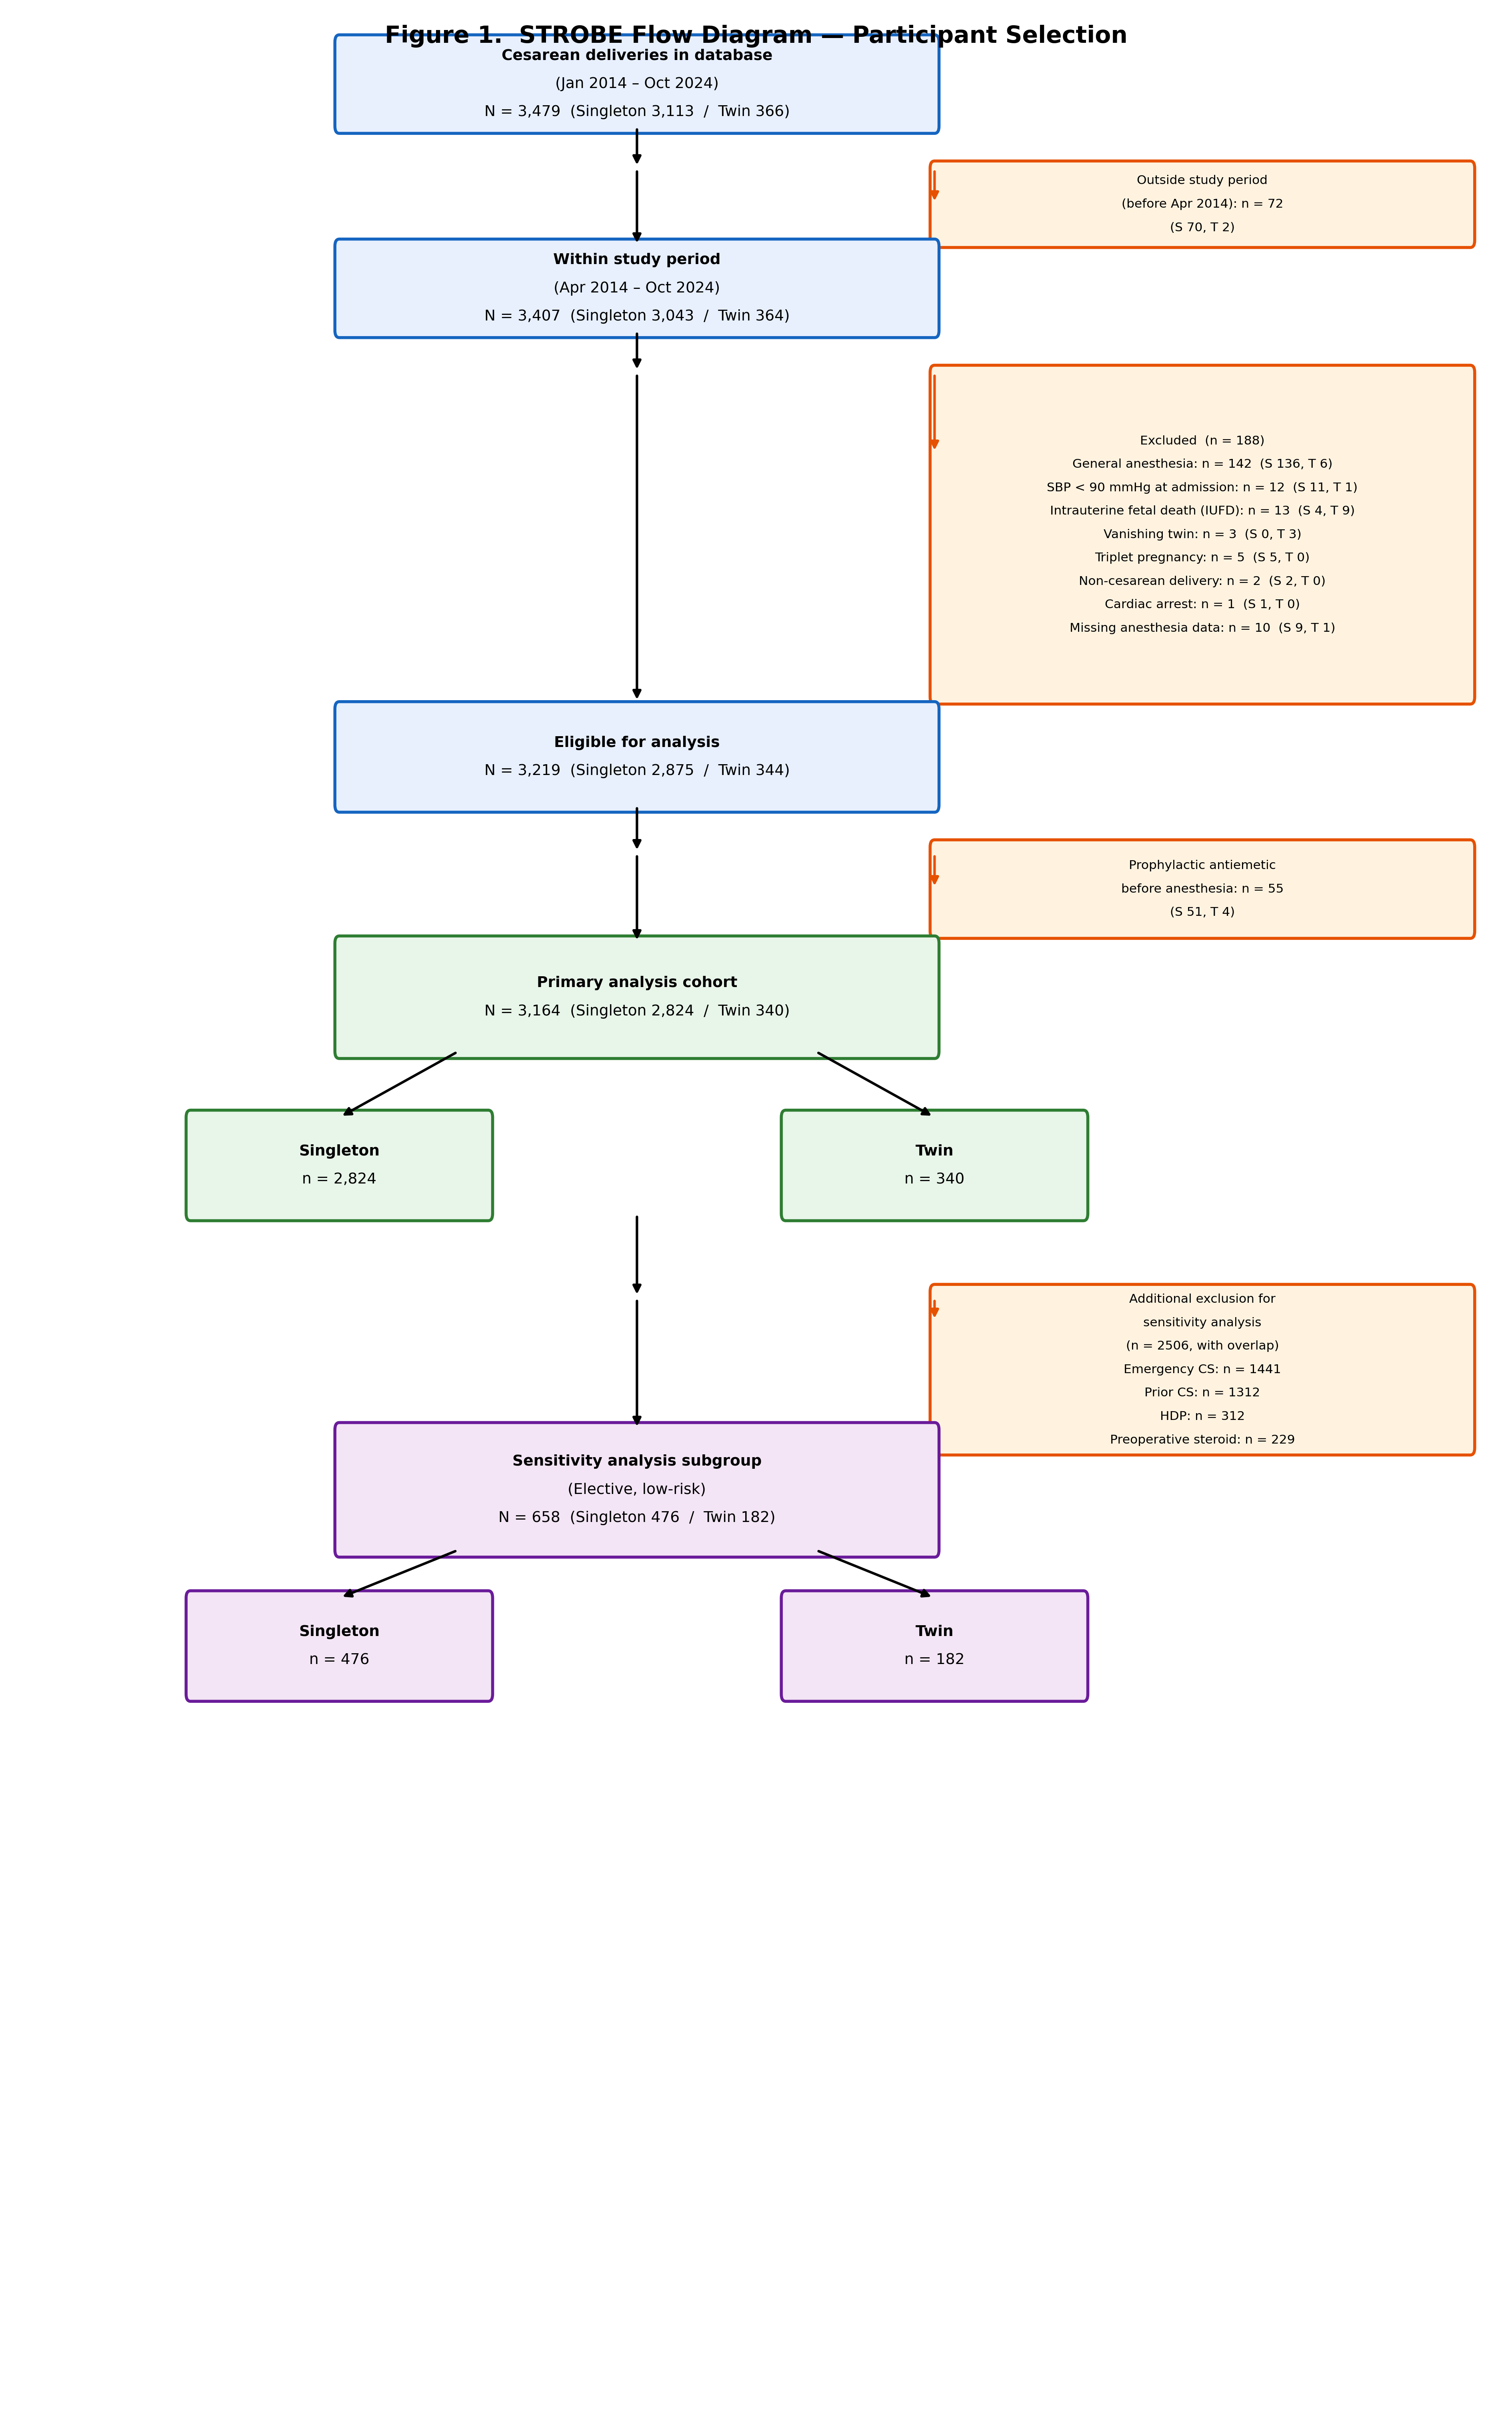 Figure 1.  STROBE Flow Diagram — Participant Selection
Cesarean deliveries in database
(Jan 2014 – Oct 2024)
N = 3,479  (Singleton 3,113  /  Twin 366)
Outside study period
(before Apr 2014): n = 72
(S 70, T 2)
Within study period
(Apr 2014 – Oct 2024)
N = 3,407  (Singleton 3,043  /  Twin 364)
Excluded  (n = 188)
General anesthesia: n = 142  (S 136, T 6)
SBP < 90 mmHg at admission: n = 12  (S 11, T 1)
Intrauterine fetal death (IUFD): n = 13  (S 4, T 9)
Vanishing twin: n = 3  (S 0, T 3)
Triplet pregnancy: n = 5  (S 5, T 0)
Non-cesarean delivery: n = 2  (S 2, T 0)
Cardiac arrest: n = 1  (S 1, T 0)
Missing anesthesia data: n = 10  (S 9, T 1)
Eligible for analysis
N = 3,219  (Singleton 2,875  /  Twin 344)
Prophylactic antiemetic
before anesthesia: n = 55
(S 51, T 4)
Primary analysis cohort
N = 3,164  (Singleton 2,824  /  Twin 340)
Singleton
n = 2,824
Twin
n = 340
Additional exclusion for
sensitivity analysis
(n = 2506, with overlap)
Emergency CS: n = 1441
Prior CS: n = 1312
HDP: n = 312
Preoperative steroid: n = 229
Sensitivity analysis subgroup
(Elective, low-risk)
N = 658  (Singleton 476  /  Twin 182)
Singleton
n = 476
Twin
n = 182